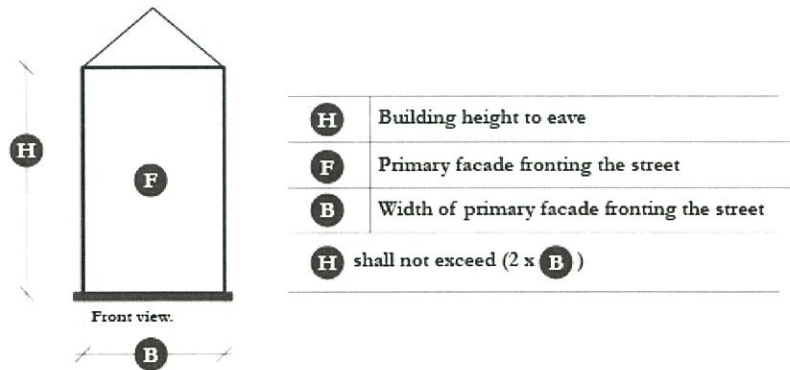 H
F
Front view.
B
H Building height to eave
F Primary facade fronting the street
B Width of primary facade fronting the street
H shall not exceed (2 x B )